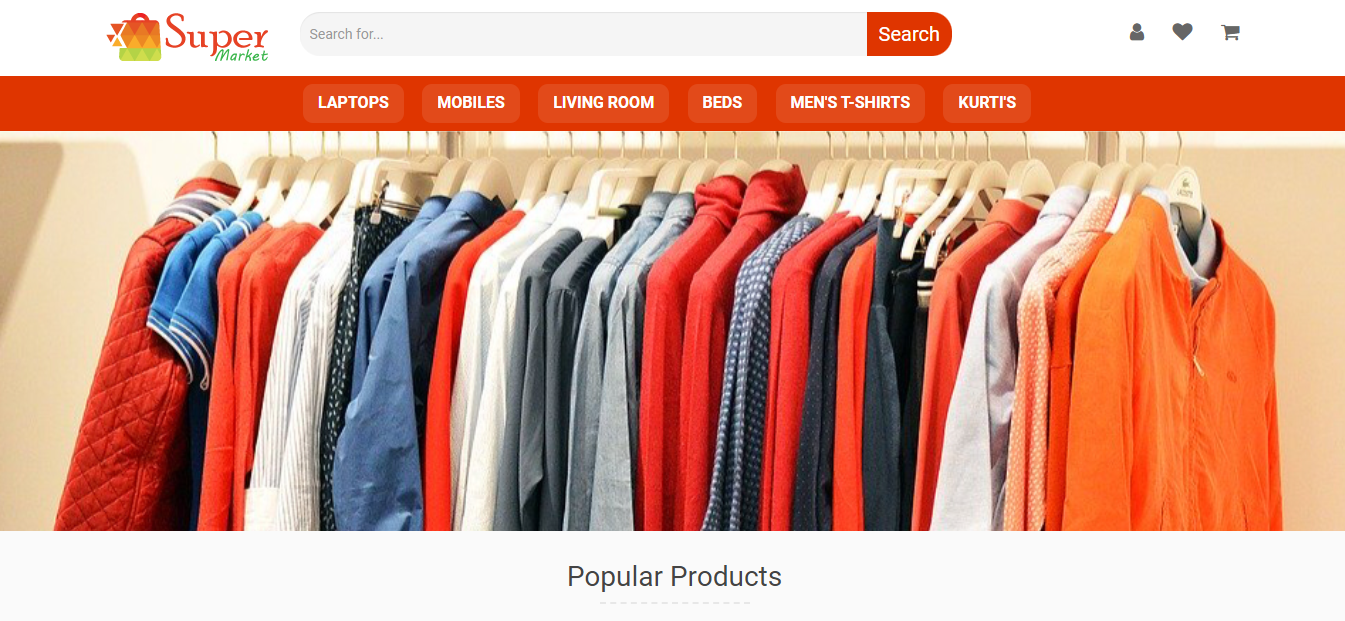 Super
Market
Search for...
Search
LAPTOPS
MOBILES
LIVING ROOM
BEDS
MEN'S T-SHIRTS
KURTI'S
Popular Products